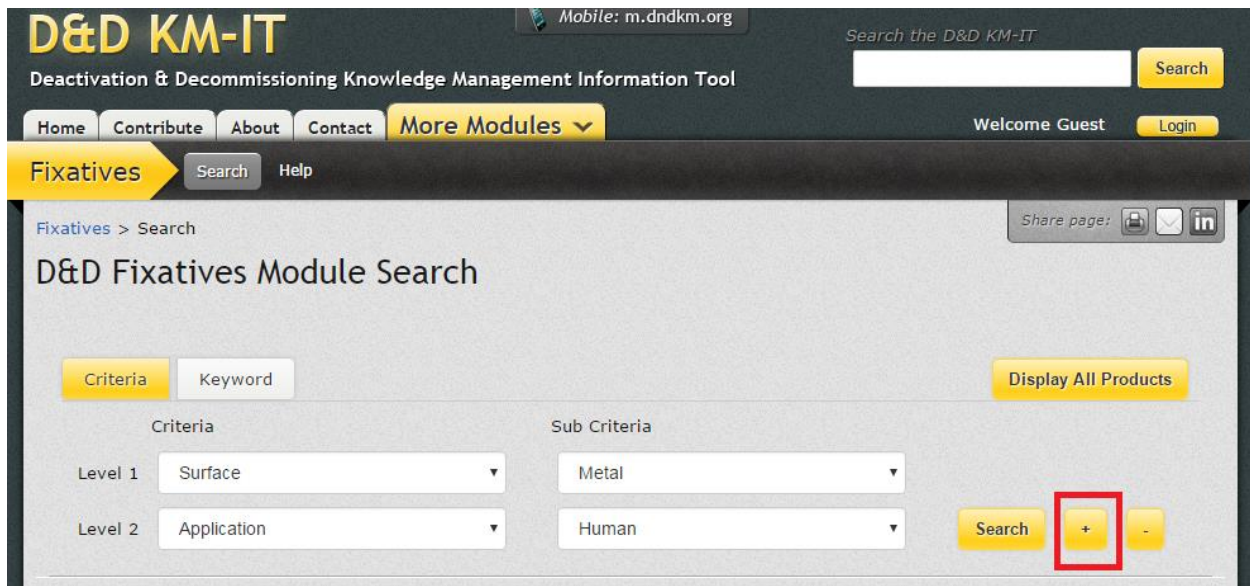 D&D KM-IT
Mobile: m.dndkm.org
Search the D&D KM-IT
Deactivation & Decommissioning Knowledge Management Information Tool
Search
Home Contribute About Contact More Modules
Welcome Guest Login
Fixatives Search Help
Fixatives > Search
Share page: in
D&D Fixatives Module Search
Criteria Keyword Display All Products
Criteria Sub Criteria
Level 1 Surface Metal
Level 2 Application Human Search + -